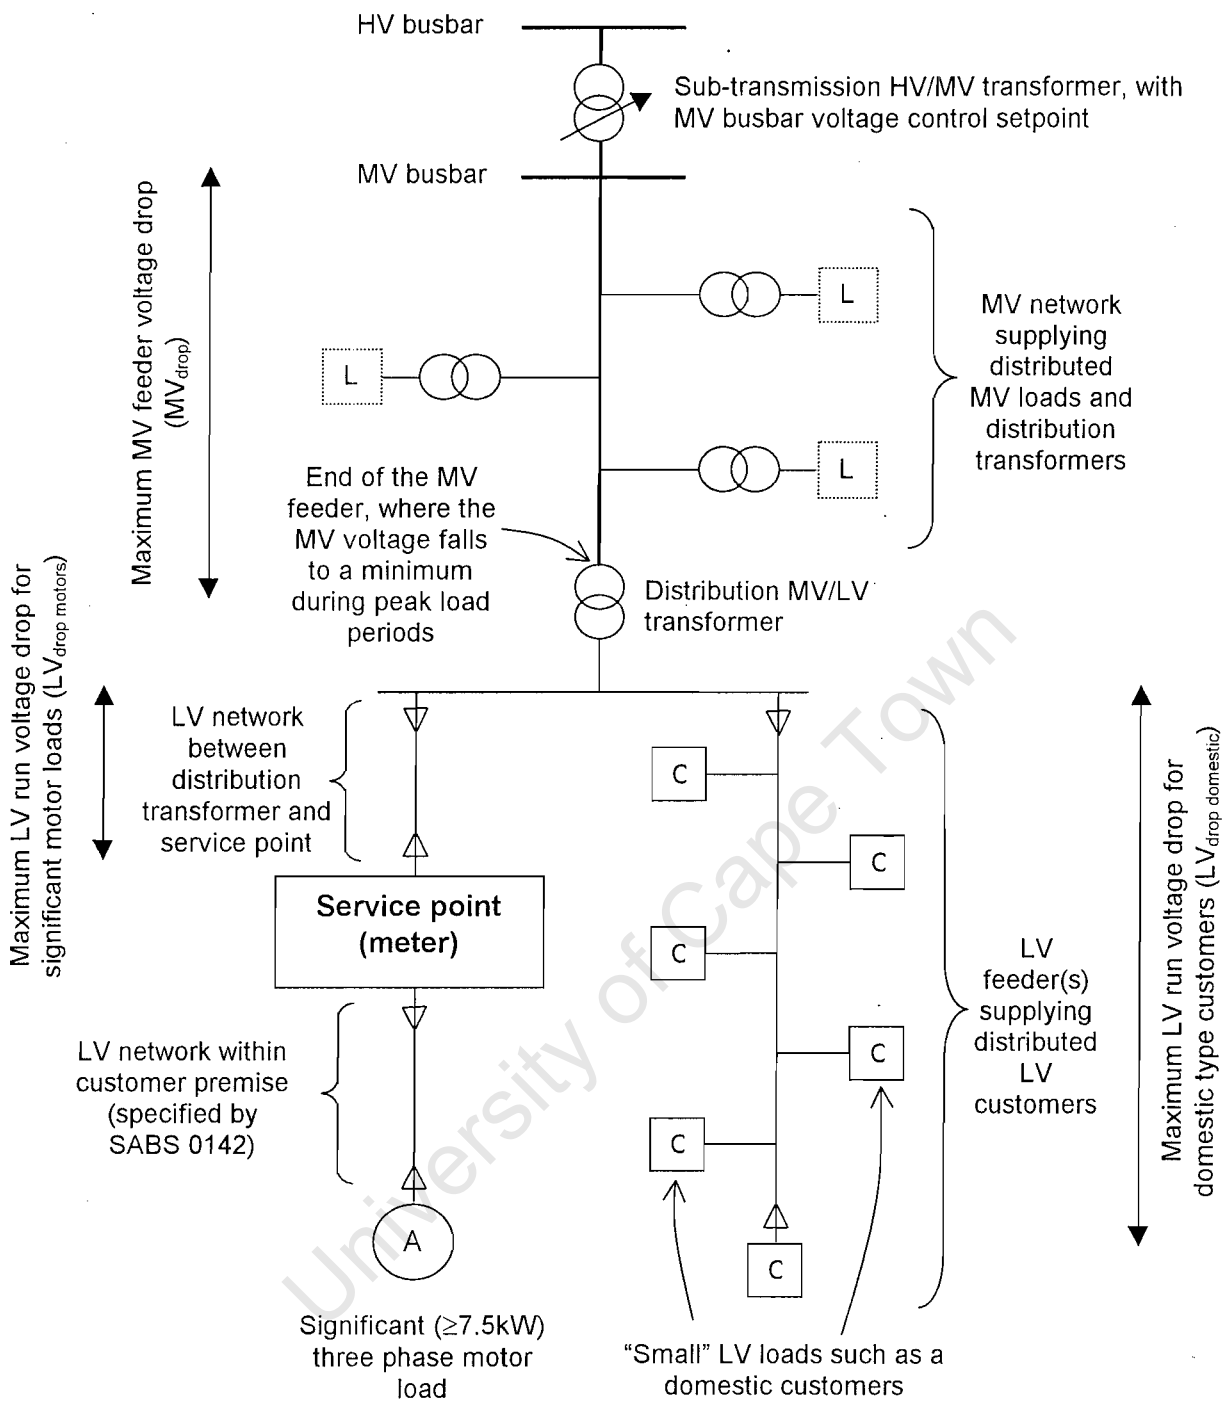 HV busbar
Sub-transmission HV/MV transformer, with
MV busbar voltage control setpoint
MV busbar
Maximum MV feeder voltage drop
(MVdrop)
L
L
L
MV network
supplying
distributed
MV loads and
distribution
transformers
End of the MV
feeder, where the
MV voltage falls
to a minimum
during peak load
periods
Distribution MV/LV
transformer
Maximum LV run voltage drop for
significant motor loads (LVdrop motors)
LV network
between
distribution
transformer and
service point
Service point
(meter)
LV network within
customer premise
(specified by
SABS 0142)
A
Significant (≥7.5kW)
three phase motor
load
C
C
C
C
C
C
LV
feeder(s)
supplying
distributed
LV
customers
Maximum LV run voltage drop for
domestic type customers (LVdrop domestic)
"Small" LV loads such as a
domestic customers
University of Cape Town